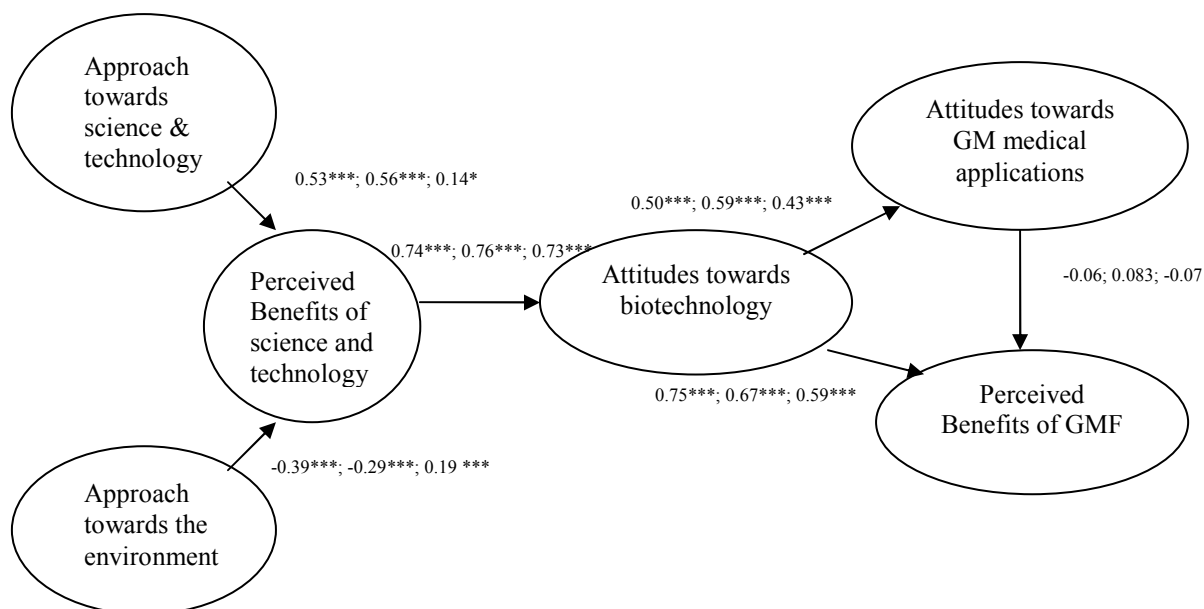 Approach
towards
science &
technology
0.53***; 0.56***; 0.14*
Perceived
Benefits of
science and
technology
-0.39***; -0.29***; 0.19 ***
Approach
towards the
environment
0.74***; 0.76***; 0.73***
Attitudes towards
biotechnology
0.50***; 0.59***; 0.43***
Attitudes towards
GM medical
applications
-0.06; 0.083; -0.07
0.75***; 0.67***; 0.59***
Perceived
Benefits of GMF